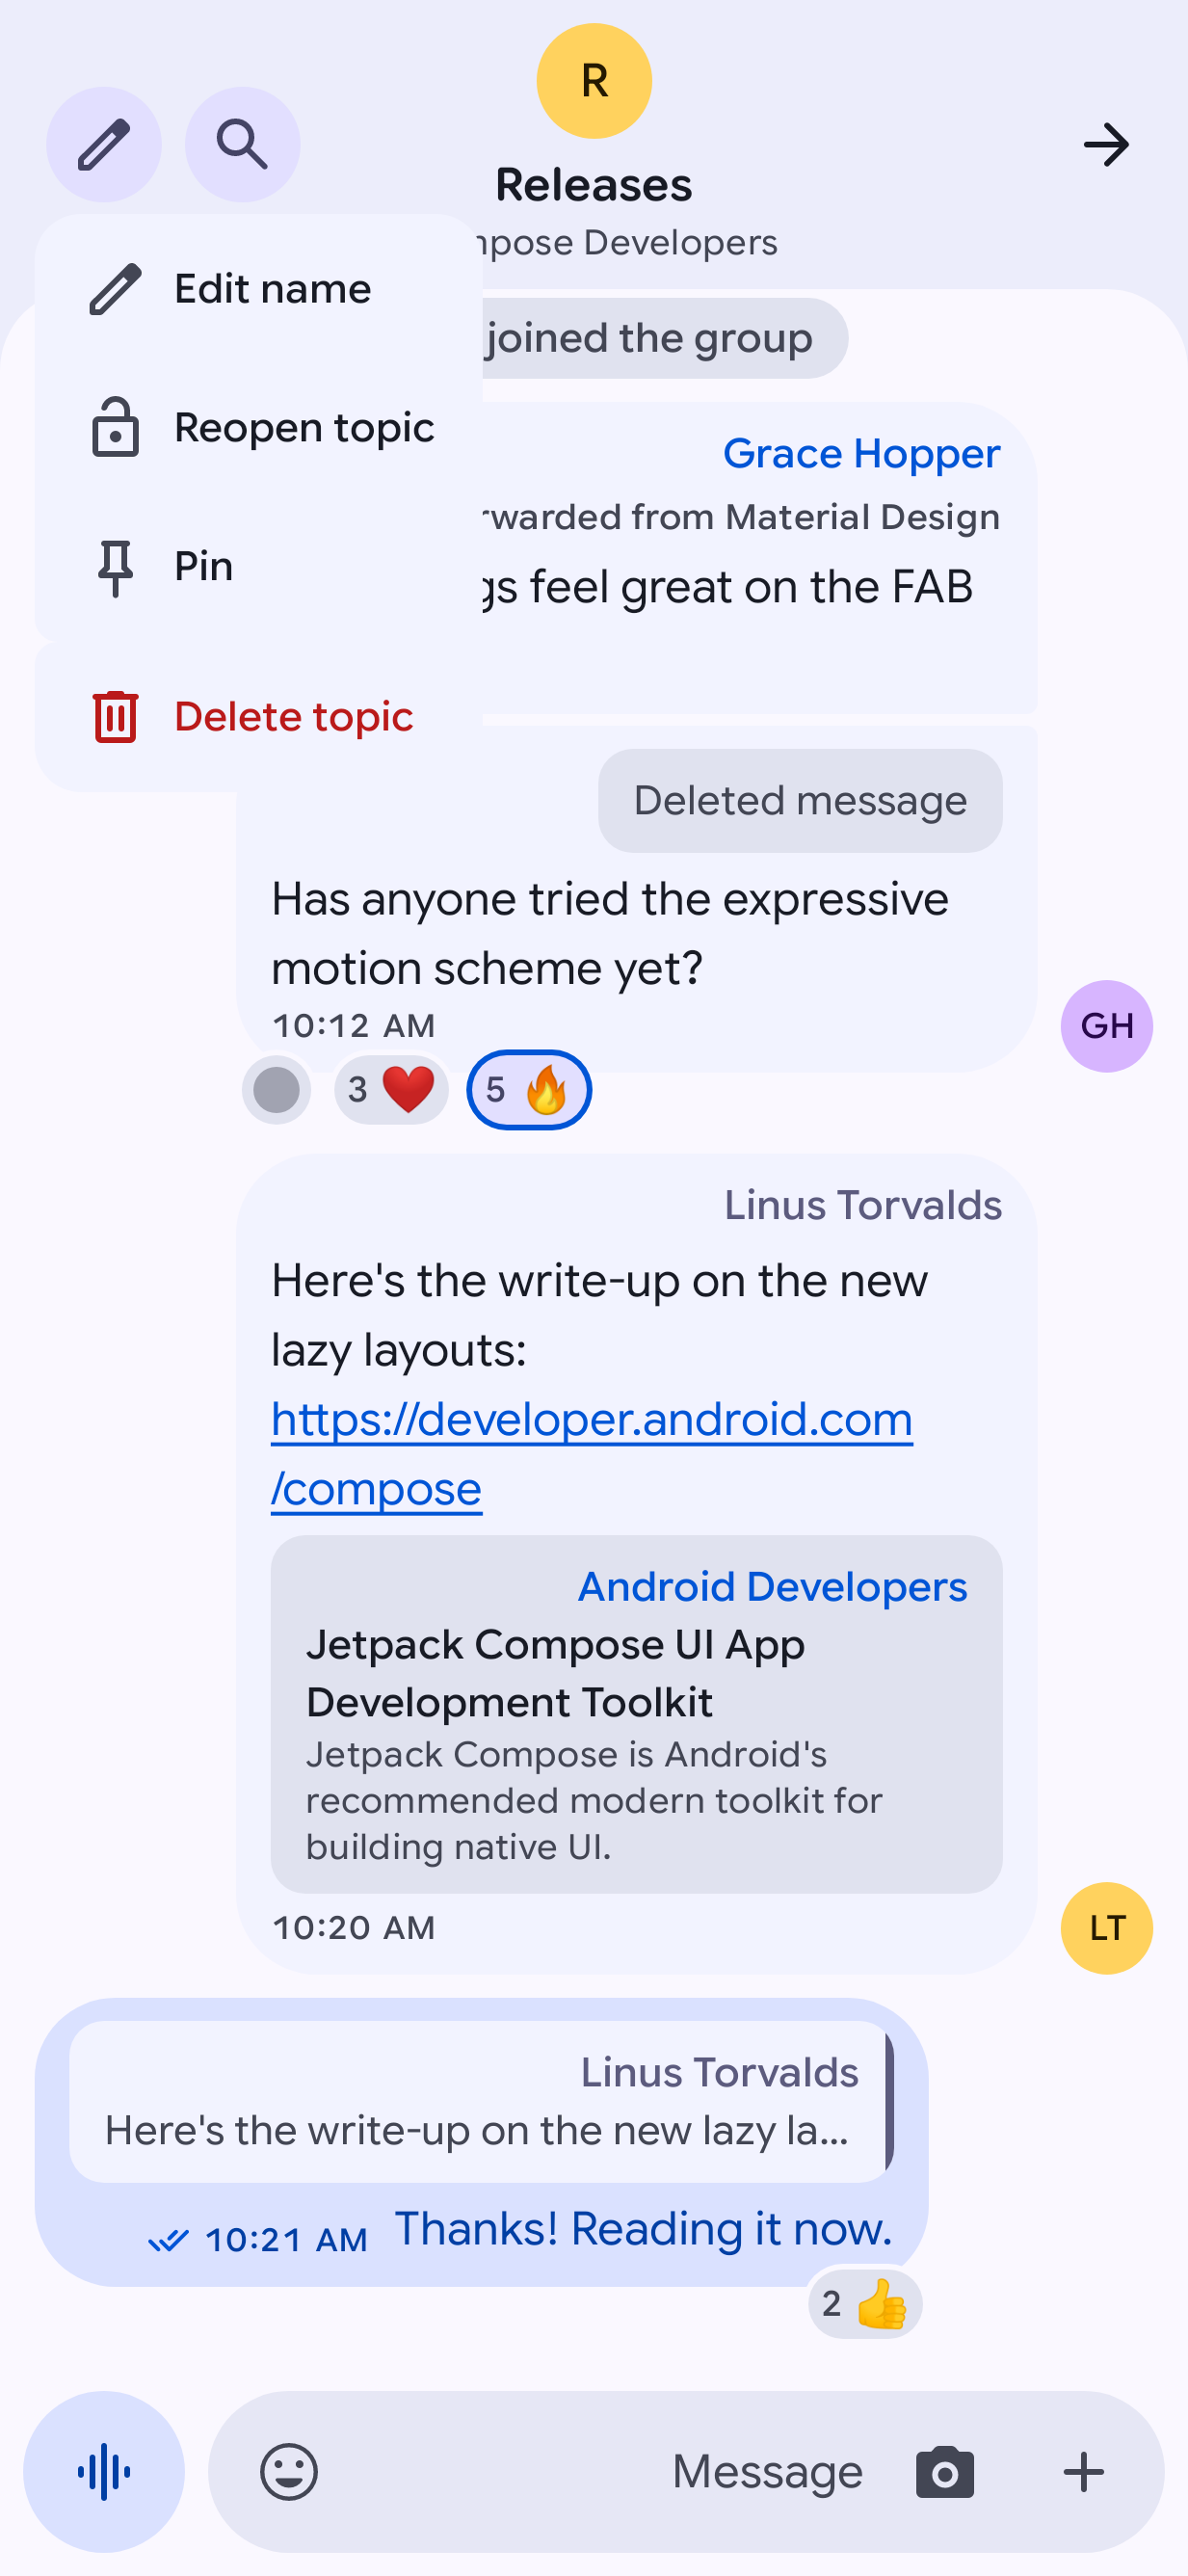 R
Releases
pose Developers
Edit name
Reopen topic
Pin
Delete topic
joined the group
Grace Hopper
warded from Material Design
feel great on the FAB
Deleted message
Has anyone tried the expressive
motion scheme yet?
10:12 AM
GH
3 ❤️
5 🔥
Linus Torvalds
Here's the write-up on the new
lazy layouts:
https://developer.android.com
/compose
Android Developers
Jetpack Compose UI App
Development Toolkit
Jetpack Compose is Android's
recommended modern toolkit for
building native UI.
10:20 AM
LT
Linus Torvalds
Here's the write-up on the new lazy la...
Thanks! Reading it now.
10:21 AM
2 👍
Message